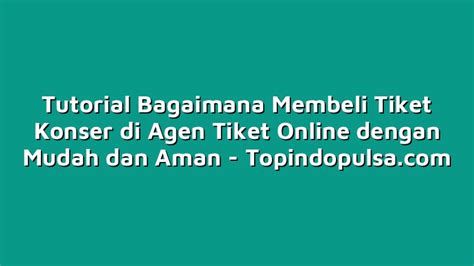 Tutorial Bagaimana Membeli Tiket
Konser di Agen Tiket Online dengan
Mudah dan Aman - Topindopulsa.com